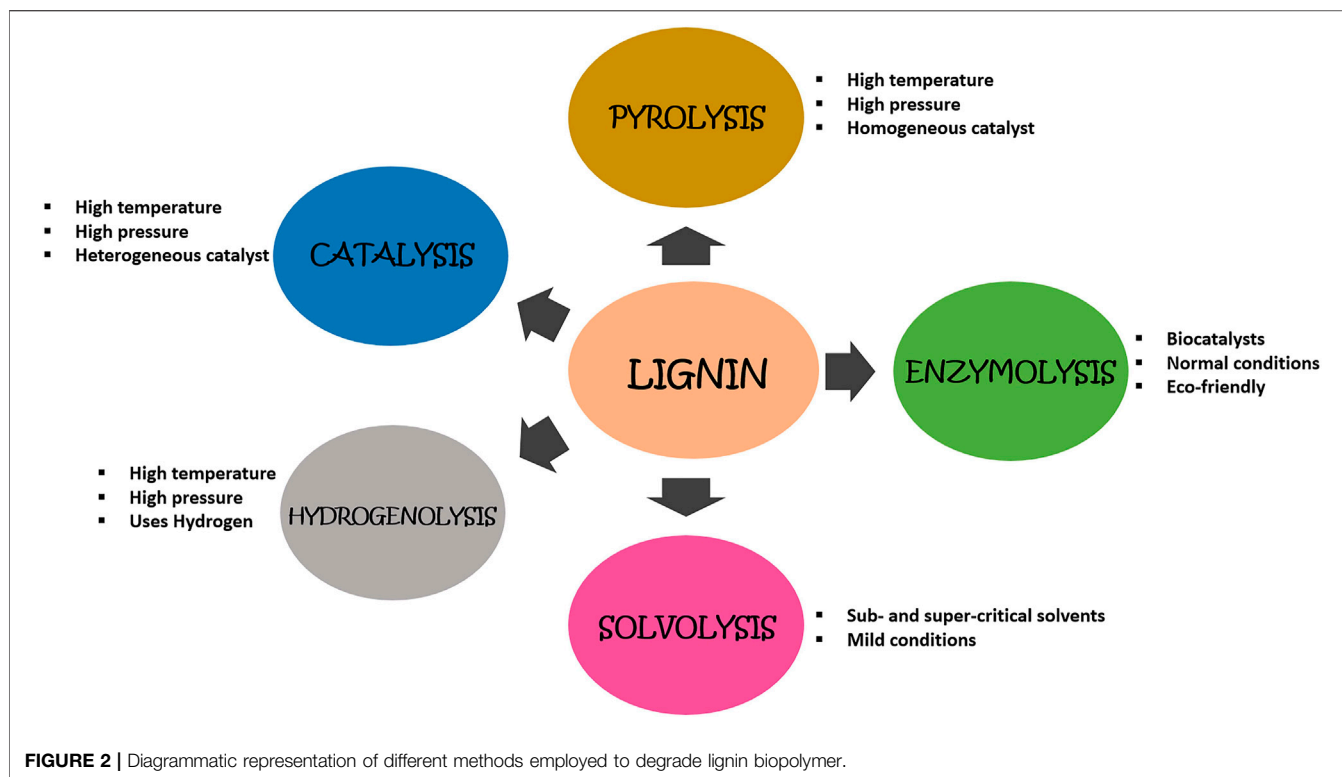 PYROLYSIS
▪ High temperature
▪ High pressure
▪ Homogeneous catalyst
▪ High temperature
▪ High pressure
▪ Heterogeneous catalyst
CATALYSIS
LIGNIN
ENZYMOLYSIS
▪ Biocatalysts
▪ Normal conditions
▪ Eco-friendly
▪ High temperature
▪ High pressure
▪ Uses Hydrogen
HYDROGENOLYSIS
SOLVOLYSIS
▪ Sub- and super-critical solvents
▪ Mild conditions
FIGURE 2 | Diagrammatic representation of different methods employed to degrade lignin biopolymer.